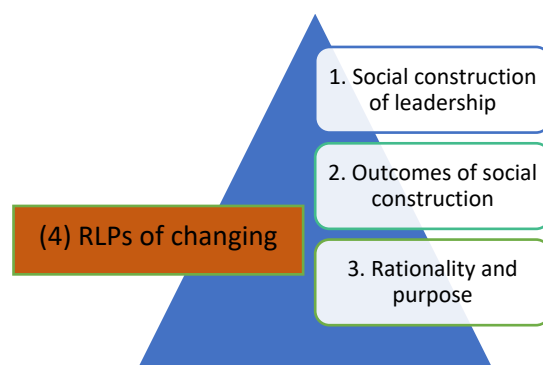 1. Social construction
of leadership
2. Outcomes of social
construction
(4) RLPs of changing
3. Rationality and
purpose